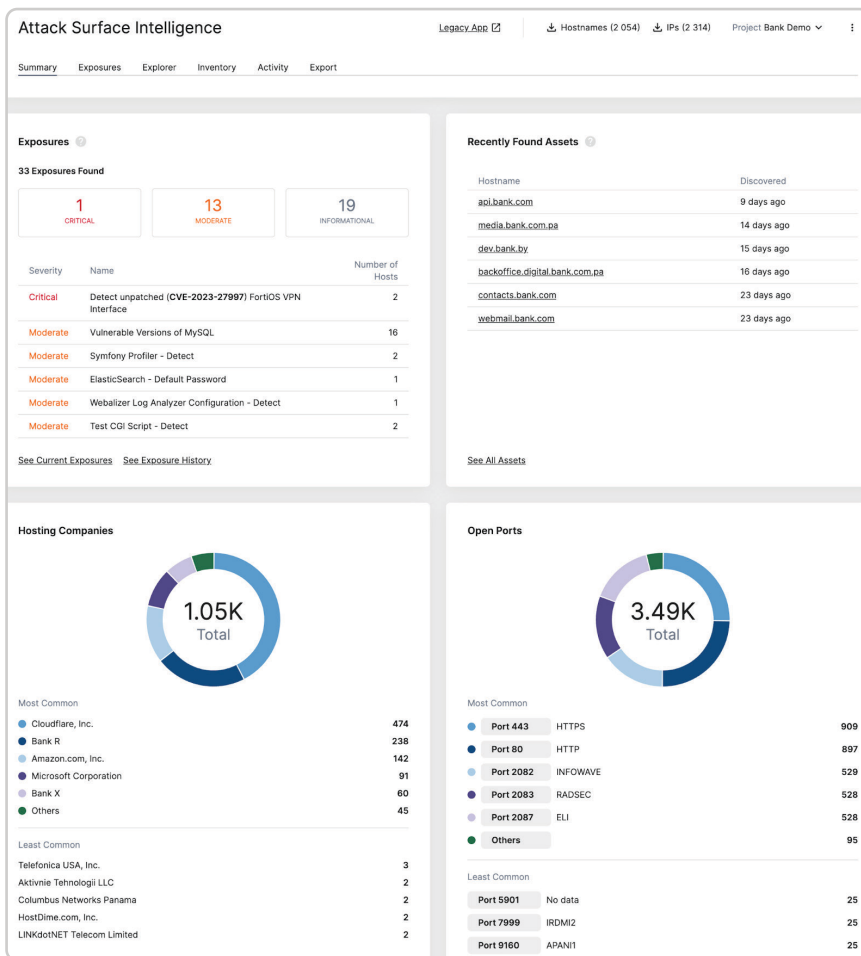 Attack Surface Intelligence
Legacy App
Hostnames (2 054)
IPs (2 314)
Project Bank Demo
Summary Exposures Explorer Inventory Activity Export
Exposures
33 Exposures Found
1
CRITICAL
13
MODERATE
19
INFORMATIONAL
Severity Name Number of
Hosts
Critical Detect unpatched (CVE-2023-27997) FortiOS VPN 2
Interface
Moderate Vulnerable Versions of MySQL 16
Moderate Symfony Profiler - Detect 2
Moderate ElasticSearch - Default Password 1
Moderate Webalizer Log Analyzer Configuration - Detect 1
Moderate Test CGI Script - Detect 2
See Current Exposures See Exposure History
Recently Found Assets
Hostname Discovered
api.bank.com 9 days ago
media.bank.com.pa 14 days ago
dev.bank.by 15 days ago
backoffice.digital.bank.com.pa 16 days ago
contacts.bank.com 23 days ago
webmail.bank.com 23 days ago
See All Assets
Hosting Companies
1.05K
Total
Most Common
Cloudflare, Inc. 474
Bank R 238
Amazon.com, Inc. 142
Microsoft Corporation 91
Bank X 60
Others 45
Least Common
Telefonica USA, Inc. 3
Aktivnie Tehnologii LLC 2
Columbus Networks Panama 2
HostDime.com, Inc. 2
LINKdotNET Telecom Limited 2
Open Ports
3.49K
Total
Most Common
Port 443 HTTPS 909
Port 80 HTTP 897
Port 2082 INFOWAVE 529
Port 2083 RADSEC 528
Port 2087 ELI 528
Others 95
Least Common
Port 5901 No data 25
Port 7999 IRDMI2 25
Port 9160 APANI1 25